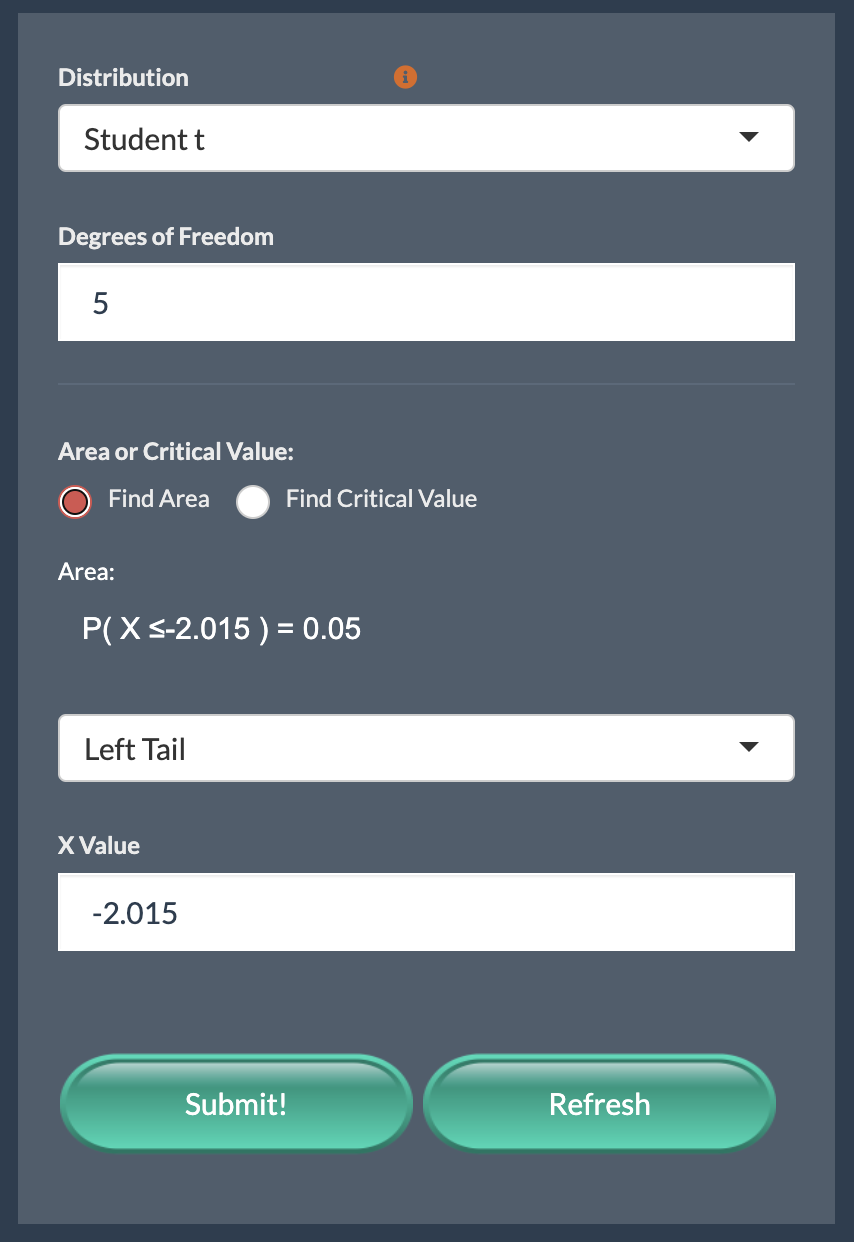 Distribution
Student t
Degrees of Freedom
5
Area or Critical Value:
Find Area Find Critical Value
Area:
P( X ≤-2.015 ) = 0.05
Left Tail
X Value
-2.015
Submit! Refresh